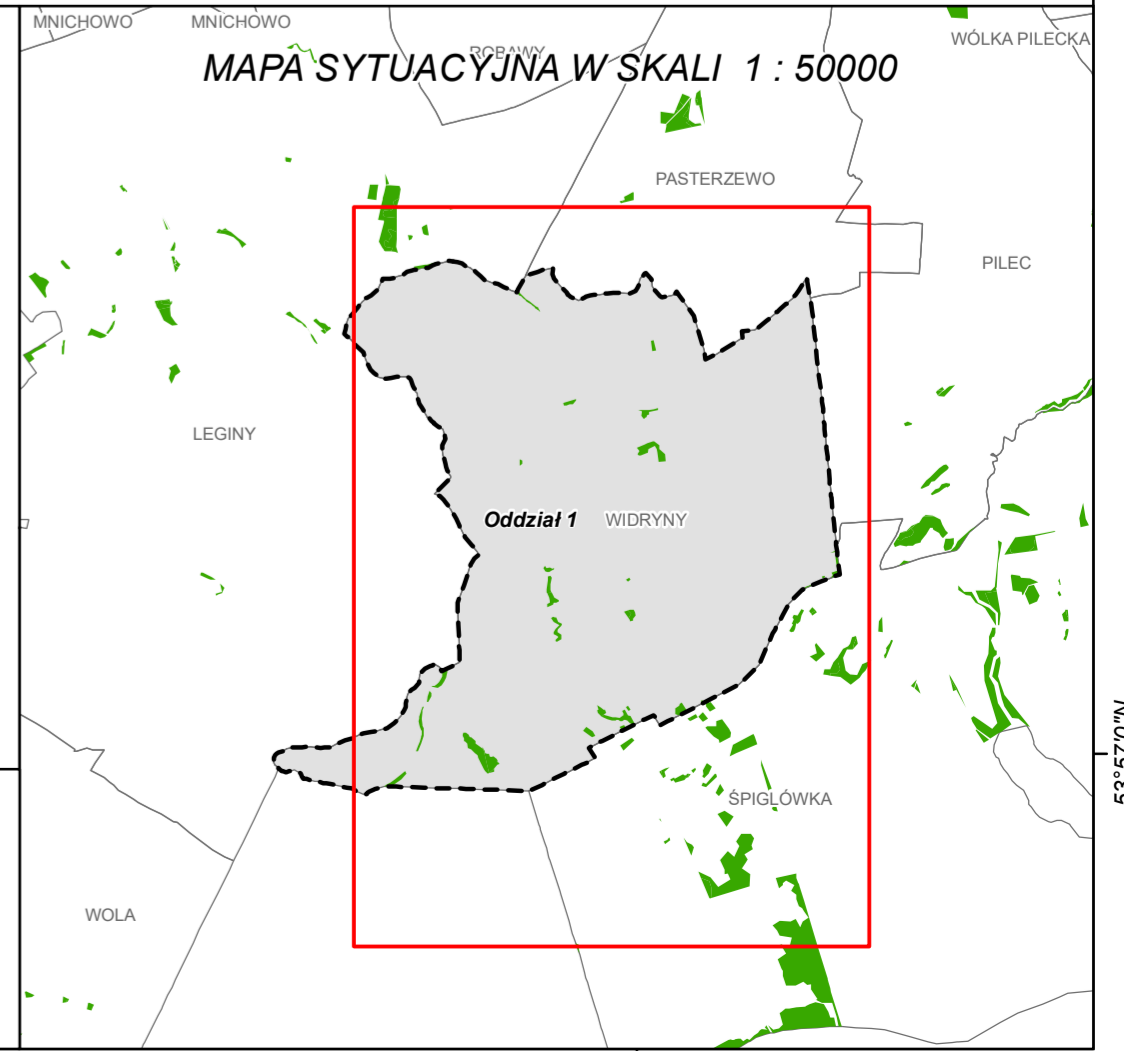 MNICHOWO MNICHOWO
ROBAWY
WÓLKA PILECKA
MAPA SYTUACYJNA W SKALI 1 : 50000
PASTERZEWO
PILEC
LEGINY
Oddział 1 WIDRYNY
53°57'0"N
ŚPIGLÓWKA
WOLA